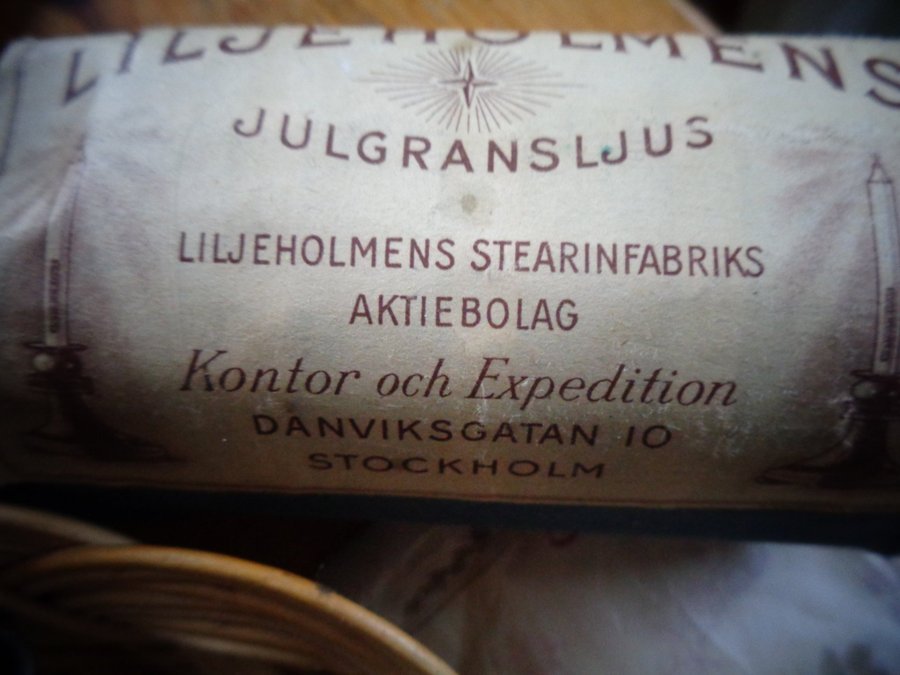 LILJEHOLMENS
JULGRANSLJUS
LILJEHOLMENS STEARINFABRIKS
AKTIEBOLAG
Kontor och Expedition
DANVIKSGATAN 10
STOCKHOLM